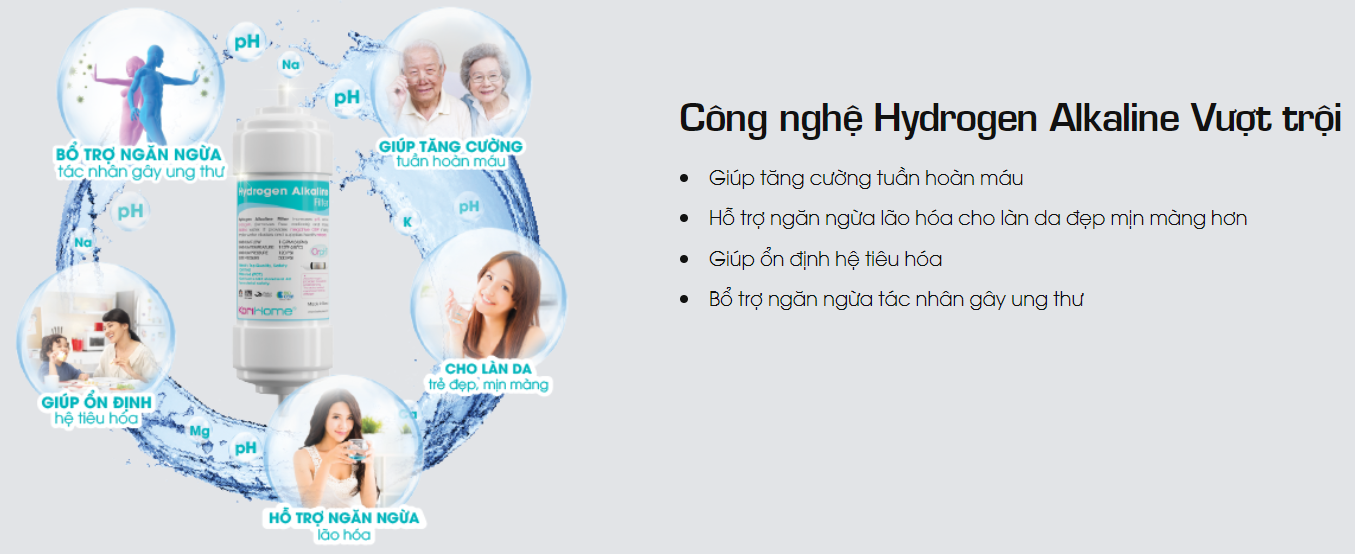 pH
Na
pH
BỔ TRỢ NGĂN NGỪA
tác nhân gây ung thư
GIÚP TĂNG CƯỜNG
tuần hoàn máu
Hydrogen Alkaline
Filter
pH
K
pH
Na
CHO LÀN DA
trẻ đẹp, mịn màng
KoriHome
GIÚP ỔN ĐỊNH
hệ tiêu hóa
Mg
pH
Ca
HỖ TRỢ NGĂN NGỪA
lão hóa
Công nghệ Hydrogen Alkaline Vượt trội
• Giúp tăng cường tuần hoàn máu
• Hỗ trợ ngăn ngừa lão hóa cho làn da đẹp mịn màng hơn
• Giúp ổn định hệ tiêu hóa
• Bổ trợ ngăn ngừa tác nhân gây ung thư